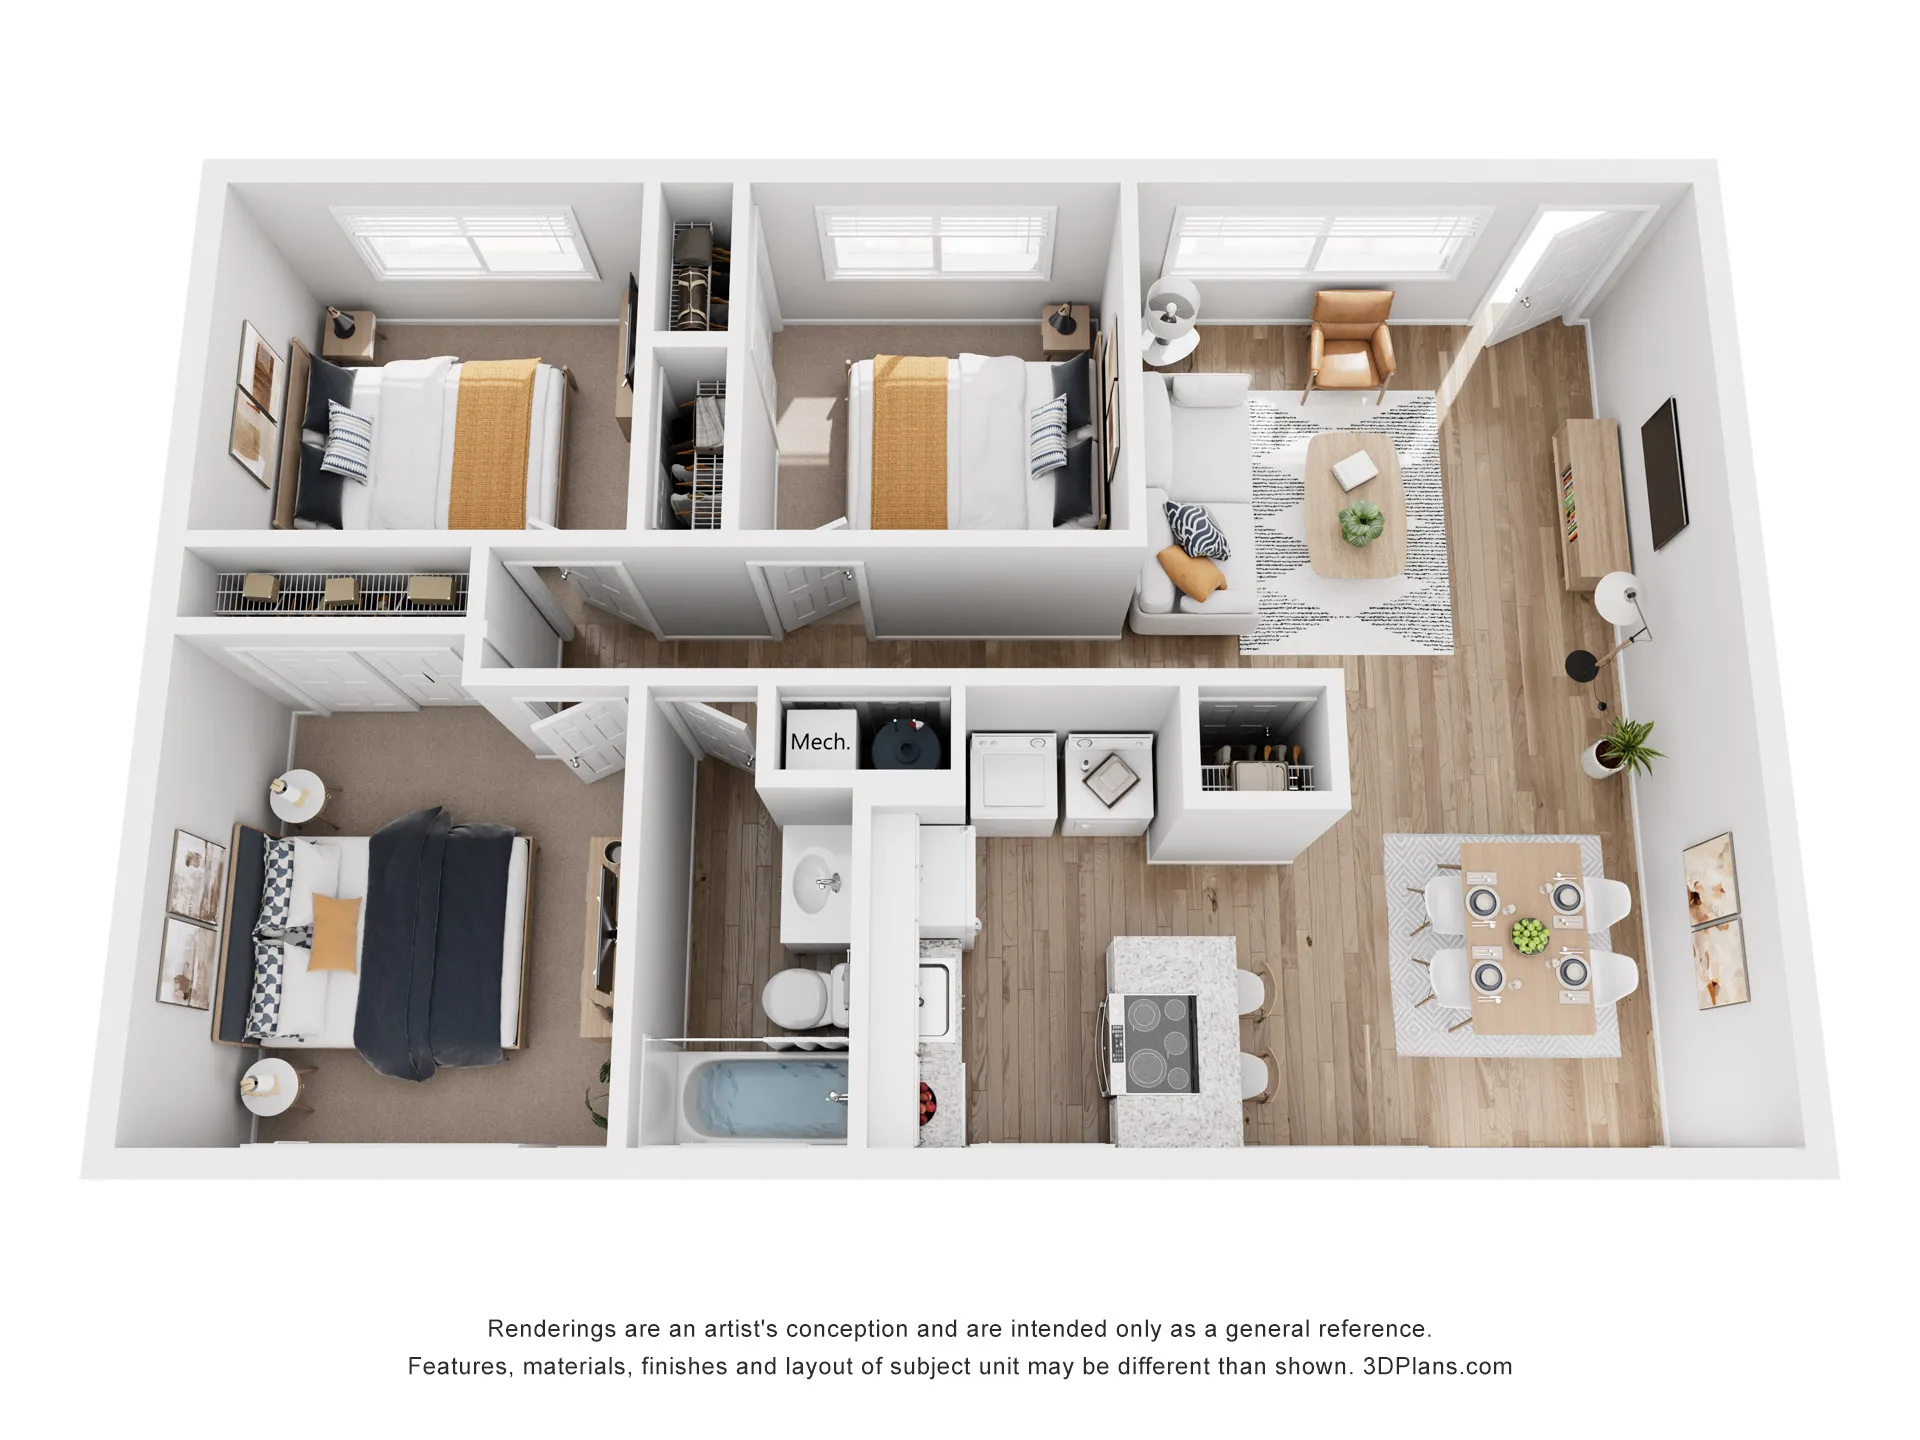 Mech.
Renderings are an artist's conception and are intended only as a general reference.
Features, materials, finishes and layout of subject unit may be different than shown. 3DPlans.com